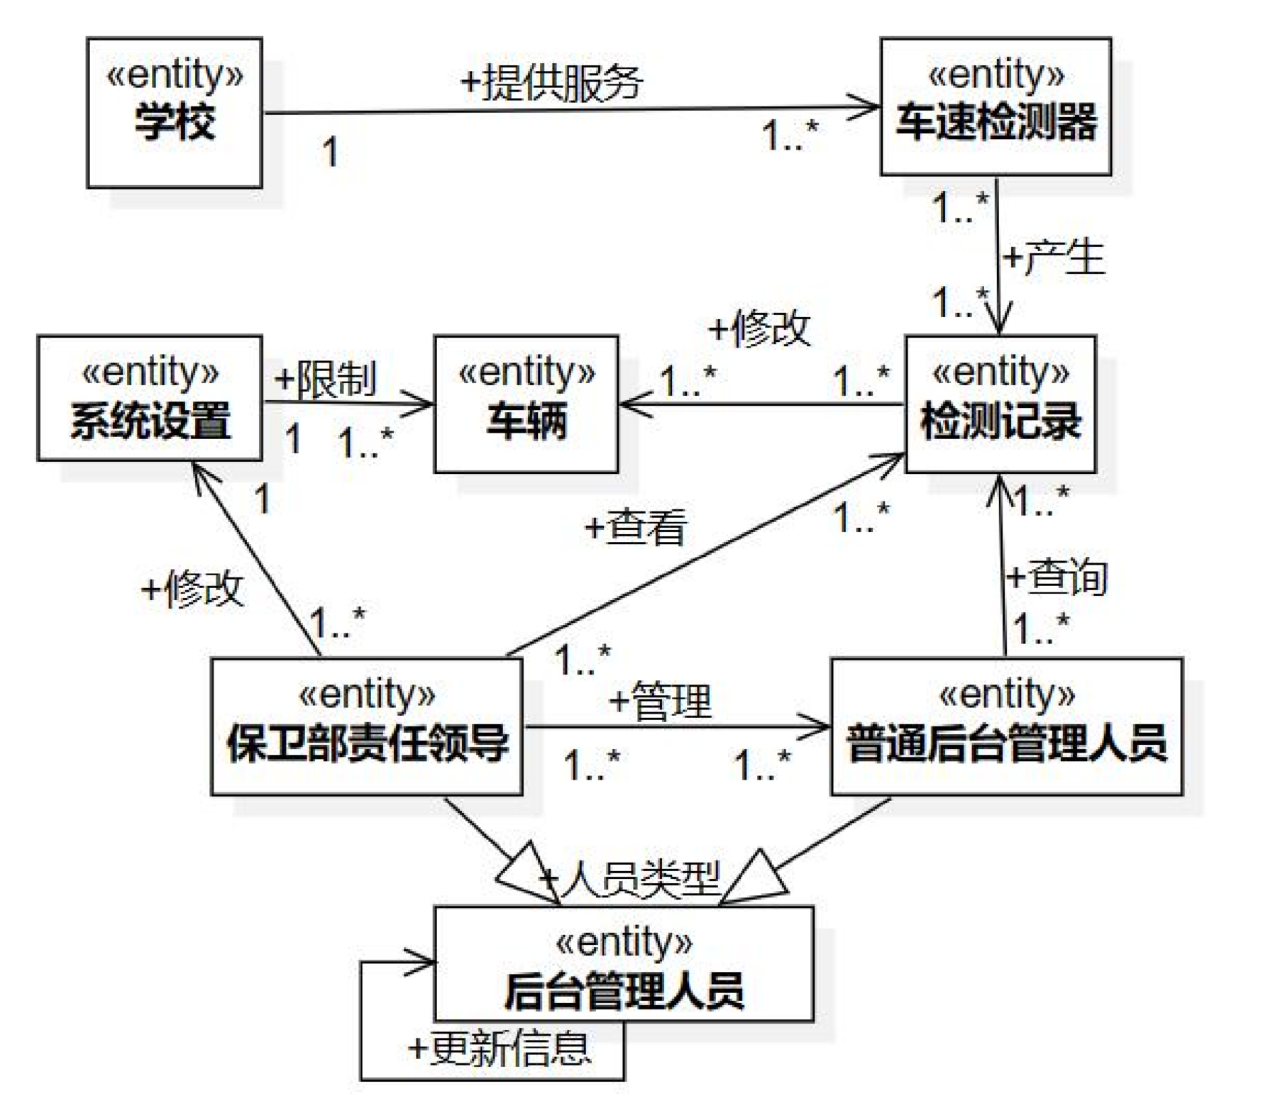 «entity»
学校
+提供服务
1
1..*
«entity»
车速检测器
1..*
+产生
1..*
«entity»
系统设置
+限制
1
1..*
«entity»
车辆
+修改
1..*
1..*
«entity»
检测记录
1
+修改
1..*
+查看
1..*
1..*
1..*
+查询
1..*
«entity»
保卫部责任领导
+管理
1..*
1..*
«entity»
普通后台管理人员
+人员类型
«entity»
后台管理人员
+更新信息